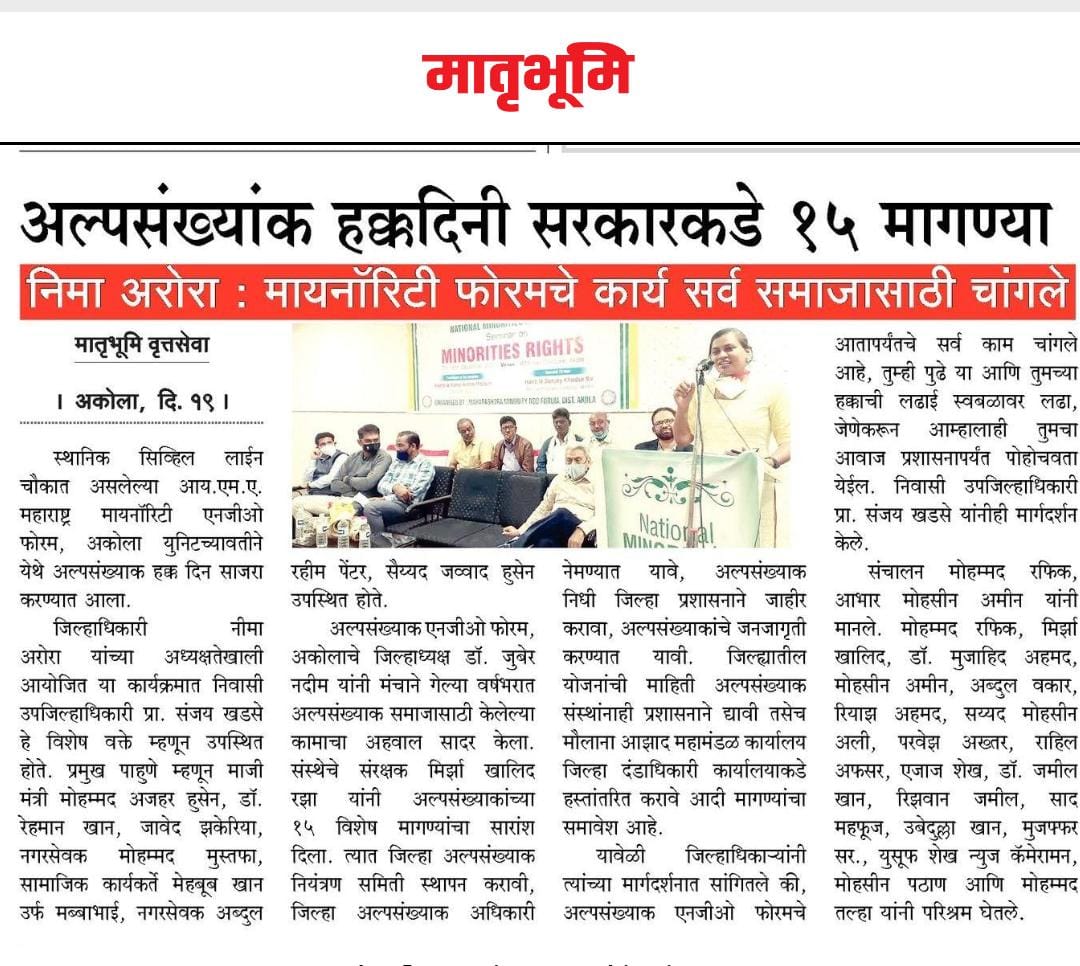 मातृभूमि
अल्पसंख्यांक हक्कदिनी सरकारकडे १५ मागण्या
निमा अरोरा : मायनॉरिटी फोरमचे कार्य सर्व समाजासाठी चांगले
मातृभूमि वृत्तसेवा
। अकोला, दि. १९ ।
स्थानिक सिव्हिल लाईन
चौकात असलेल्या आय.एम.ए.
महाराष्ट्र मायनॉरिटी एनजीओ
फोरम, अकोला युनिटच्यावतीने
येथे अल्पसंख्याक हक्क दिन साजरा
करण्यात आला.
जिल्हाधिकारी नीमा
अरोरा यांच्या अध्यक्षतेखाली
आयोजित या कार्यक्रमात निवासी
उपजिल्हाधिकारी प्रा. संजय खडसे
हे विशेष वक्ते म्हणून उपस्थित
होते. प्रमुख पाहुणे म्हणून माजी
मंत्री मोहम्मद अजहर हुसेन, डॉ.
रेहमान खान, जावेद झकेरिया,
नगरसेवक मोहम्मद मुस्तफा,
सामाजिक कार्यकर्ते मेहबूब खान
उर्फ मब्बाभाई, नगरसेवक अब्दुल
NATIONAL
Seminar on
MINORITIES RIGHTS
National
रहीम पेंटर, सैय्यद जव्वाद हुसेन
उपस्थित होते.
अल्पसंख्याक एनजीओ फोरम,
अकोलाचे जिल्हाध्यक्ष डॉ. जुबेर
नदीम यांनी मंचाने गेल्या वर्षभरात
अल्पसंख्याक समाजासाठी केलेल्या
कामाचा अहवाल सादर केला.
संस्थेचे संरक्षक मिर्झा खालिद
रझा यांनी अल्पसंख्याकांच्या
१५ विशेष मागण्यांचा सारांश
दिला. त्यात जिल्हा अल्पसंख्याक
नियंत्रण समिती स्थापन करावी,
जिल्हा अल्पसंख्याक अधिकारी
नेमण्यात यावे, अल्पसंख्याक
निधी जिल्हा प्रशासनाने जाहीर
करावा, अल्पसंख्याकांचे जनजागृती
करण्यात यावी. जिल्ह्यातील
योजनांची माहिती अल्पसंख्याक
संस्थांनाही प्रशासनाने द्यावी तसेच
मौलाना आझाद महामंडळ कार्यालय
जिल्हा दंडाधिकारी कार्यालयाकडे
हस्तांतरित करावे आदी मागण्यांचा
समावेश आहे.
यावेळी जिल्हाधिकाऱ्यांनी
त्यांच्या मार्गदर्शनात सांगितले की,
अल्पसंख्याक एनजीओ फोरमचे
आतापर्यंतचे सर्व काम चांगले
आहे, तुम्ही पुढे या आणि तुमच्या
हक्काची लढाई स्वबळावर लढा,
जेणेकरून आम्हालाही तुमचा
आवाज प्रशासनापर्यंत पोहोचवता
येईल. निवासी उपजिल्हाधिकारी
प्रा. संजय खडसे यांनीही मार्गदर्शन
केले.
संचालन मोहम्मद रफिक,
आभार मोहसीन अमीन यांनी
मानले. मोहम्मद रफिक, मिर्झा
खालिद, डॉ. मुजाहिद अहमद,
मोहसीन अमीन, अब्दुल वकार,
रियाझ अहमद, सय्यद मोहसीन
अली, परवेझ अख्तर, राहिल
अफसर, एजाज शेख, डॉ. जमील
खान, रिझवान जमील, साद
महफूज, उबेदुल्ला खान, मुजफ्फर
सर., युसूफ शेख न्युज कॅमेरामन,
मोहसीन पठाण आणि मोहम्मद
तल्हा यांनी परिश्रम घेतले.